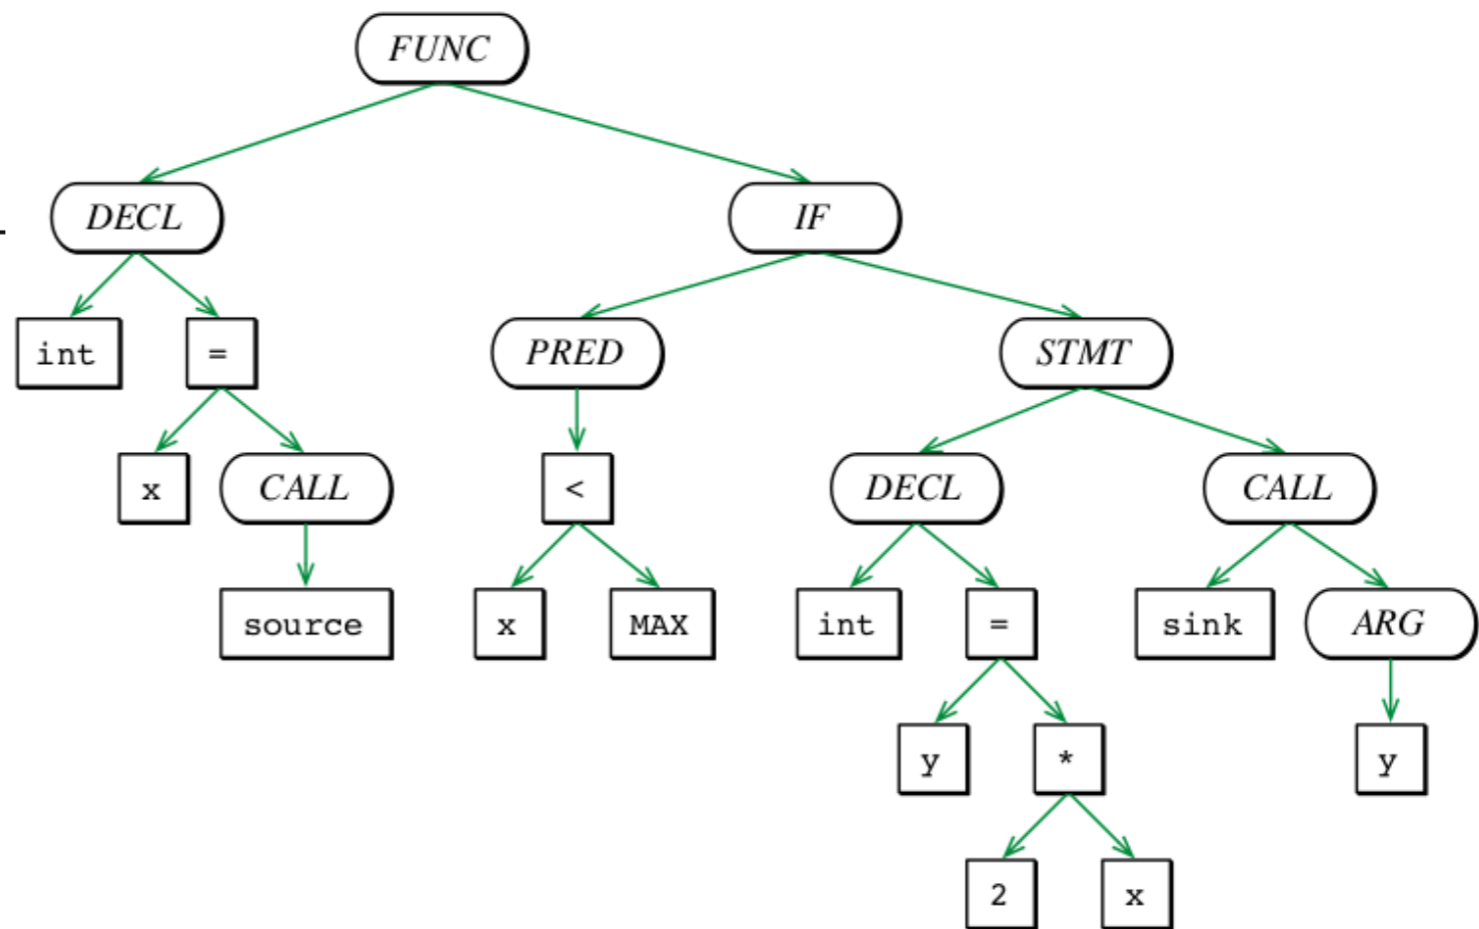 FUNC
DECL IF
int = PRED STMT
x CALL < DECL CALL
source x MAX int = sink ARG
y * y
2 x